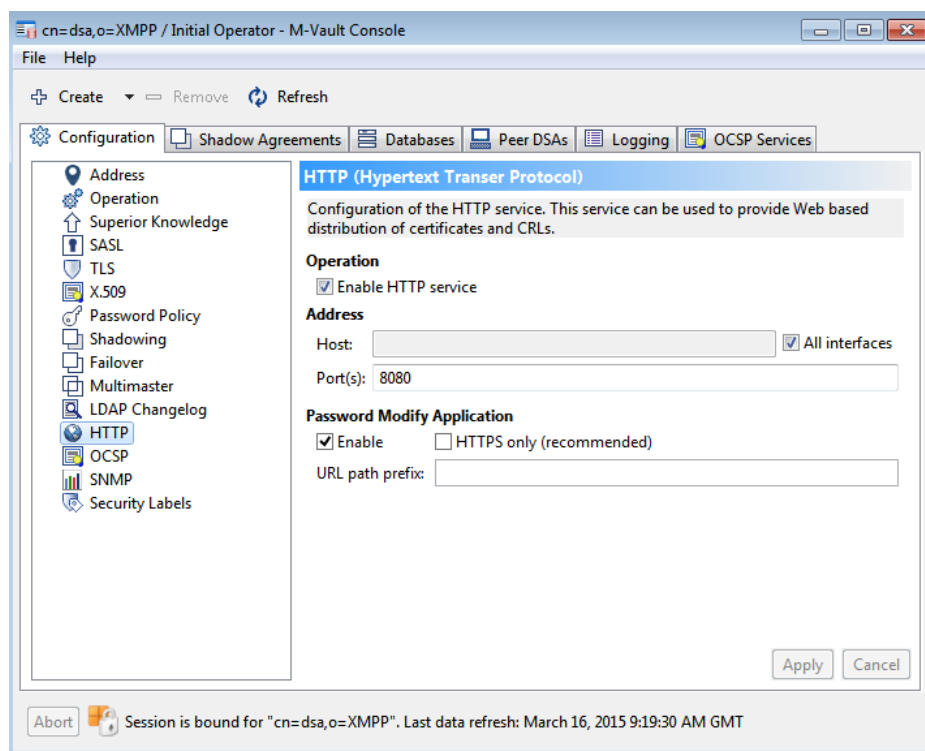 cn=dsa,o=XMPP / Initial Operator - M-Vault Console
File Help
Create Remove Refresh
Configuration Shadow Agreements Databases Peer DSAs Logging OCSP Services
Address
Operation
Superior Knowledge
SASL
TLS
X.509
Password Policy
Shadowing
Failover
Multimaster
LDAP Changelog
HTTP
OCSP
SNMP
Security Labels
HTTP (Hypertext Transer Protocol)
Configuration of the HTTP service. This service can be used to provide Web based
distribution of certificates and CRLs.
Operation
Enable HTTP service
Address
Host: All interfaces
Port(s): 8080
Password Modify Application
Enable HTTPS only (recommended)
URL path prefix:
Apply Cancel
Abort Session is bound for "cn=dsa,o=XMPP". Last data refresh: March 16, 2015 9:19:30 AM GMT